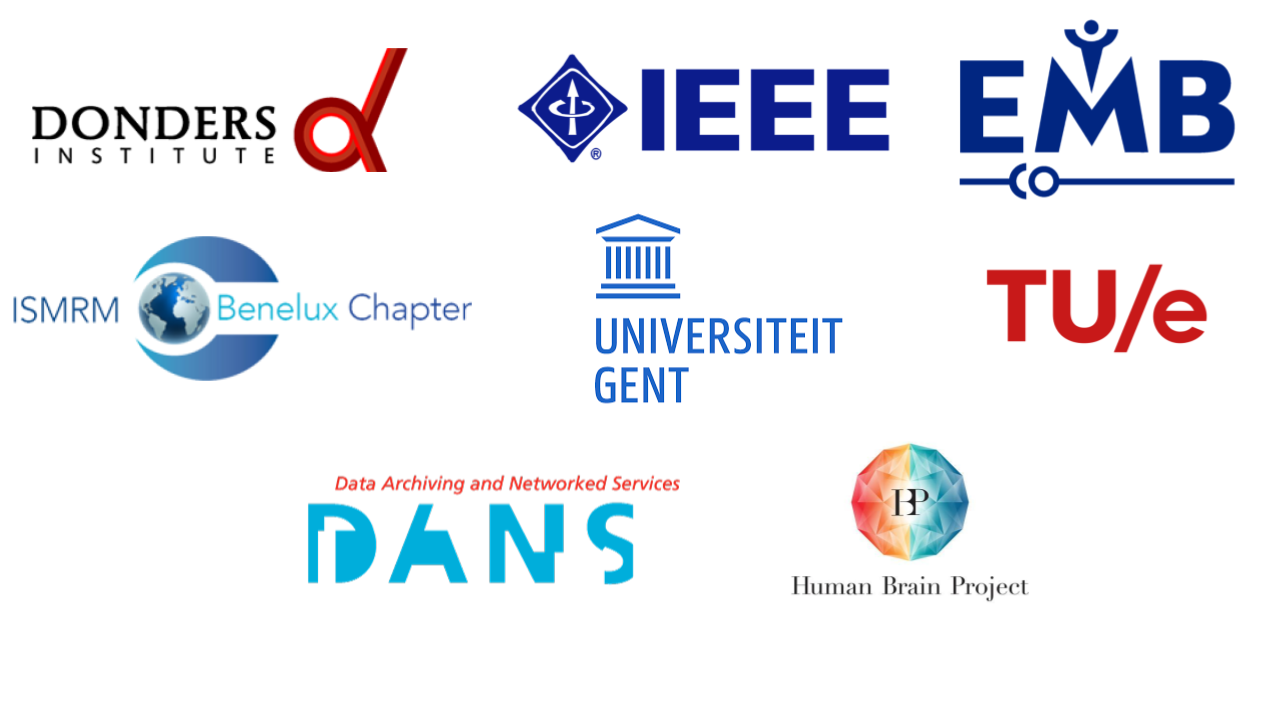 DONDERS
INSTITUTE
IEEE
®
EMB
ISMRM Benelux Chapter
UNIVERSITEIT
GENT
TU/e
Data Archiving and Networked Services
DANS
HBP
Human Brain Project